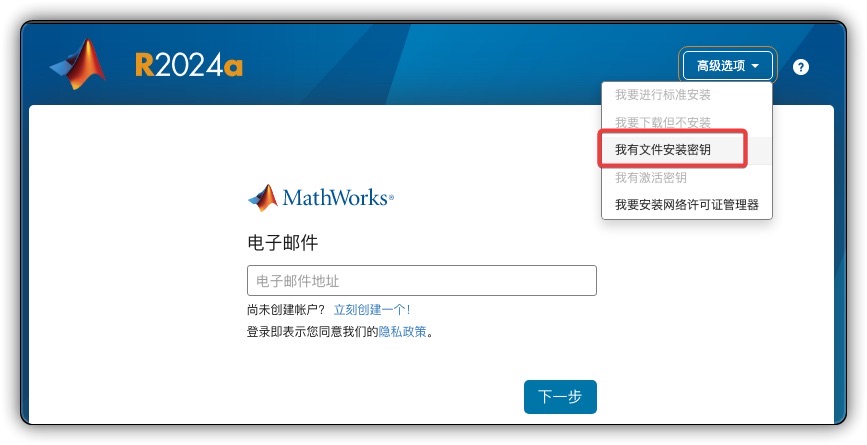 R2024a
高级选项
?
我要进行标准安装
我要下载但不安装
我有文件安装密钥
我有激活密钥
我要安装网络许可证管理器
MathWorks®
电子邮件
电子邮件地址
尚未创建帐户？ 立刻创建一个！
登录即表示您同意我们的隐私政策。
下一步